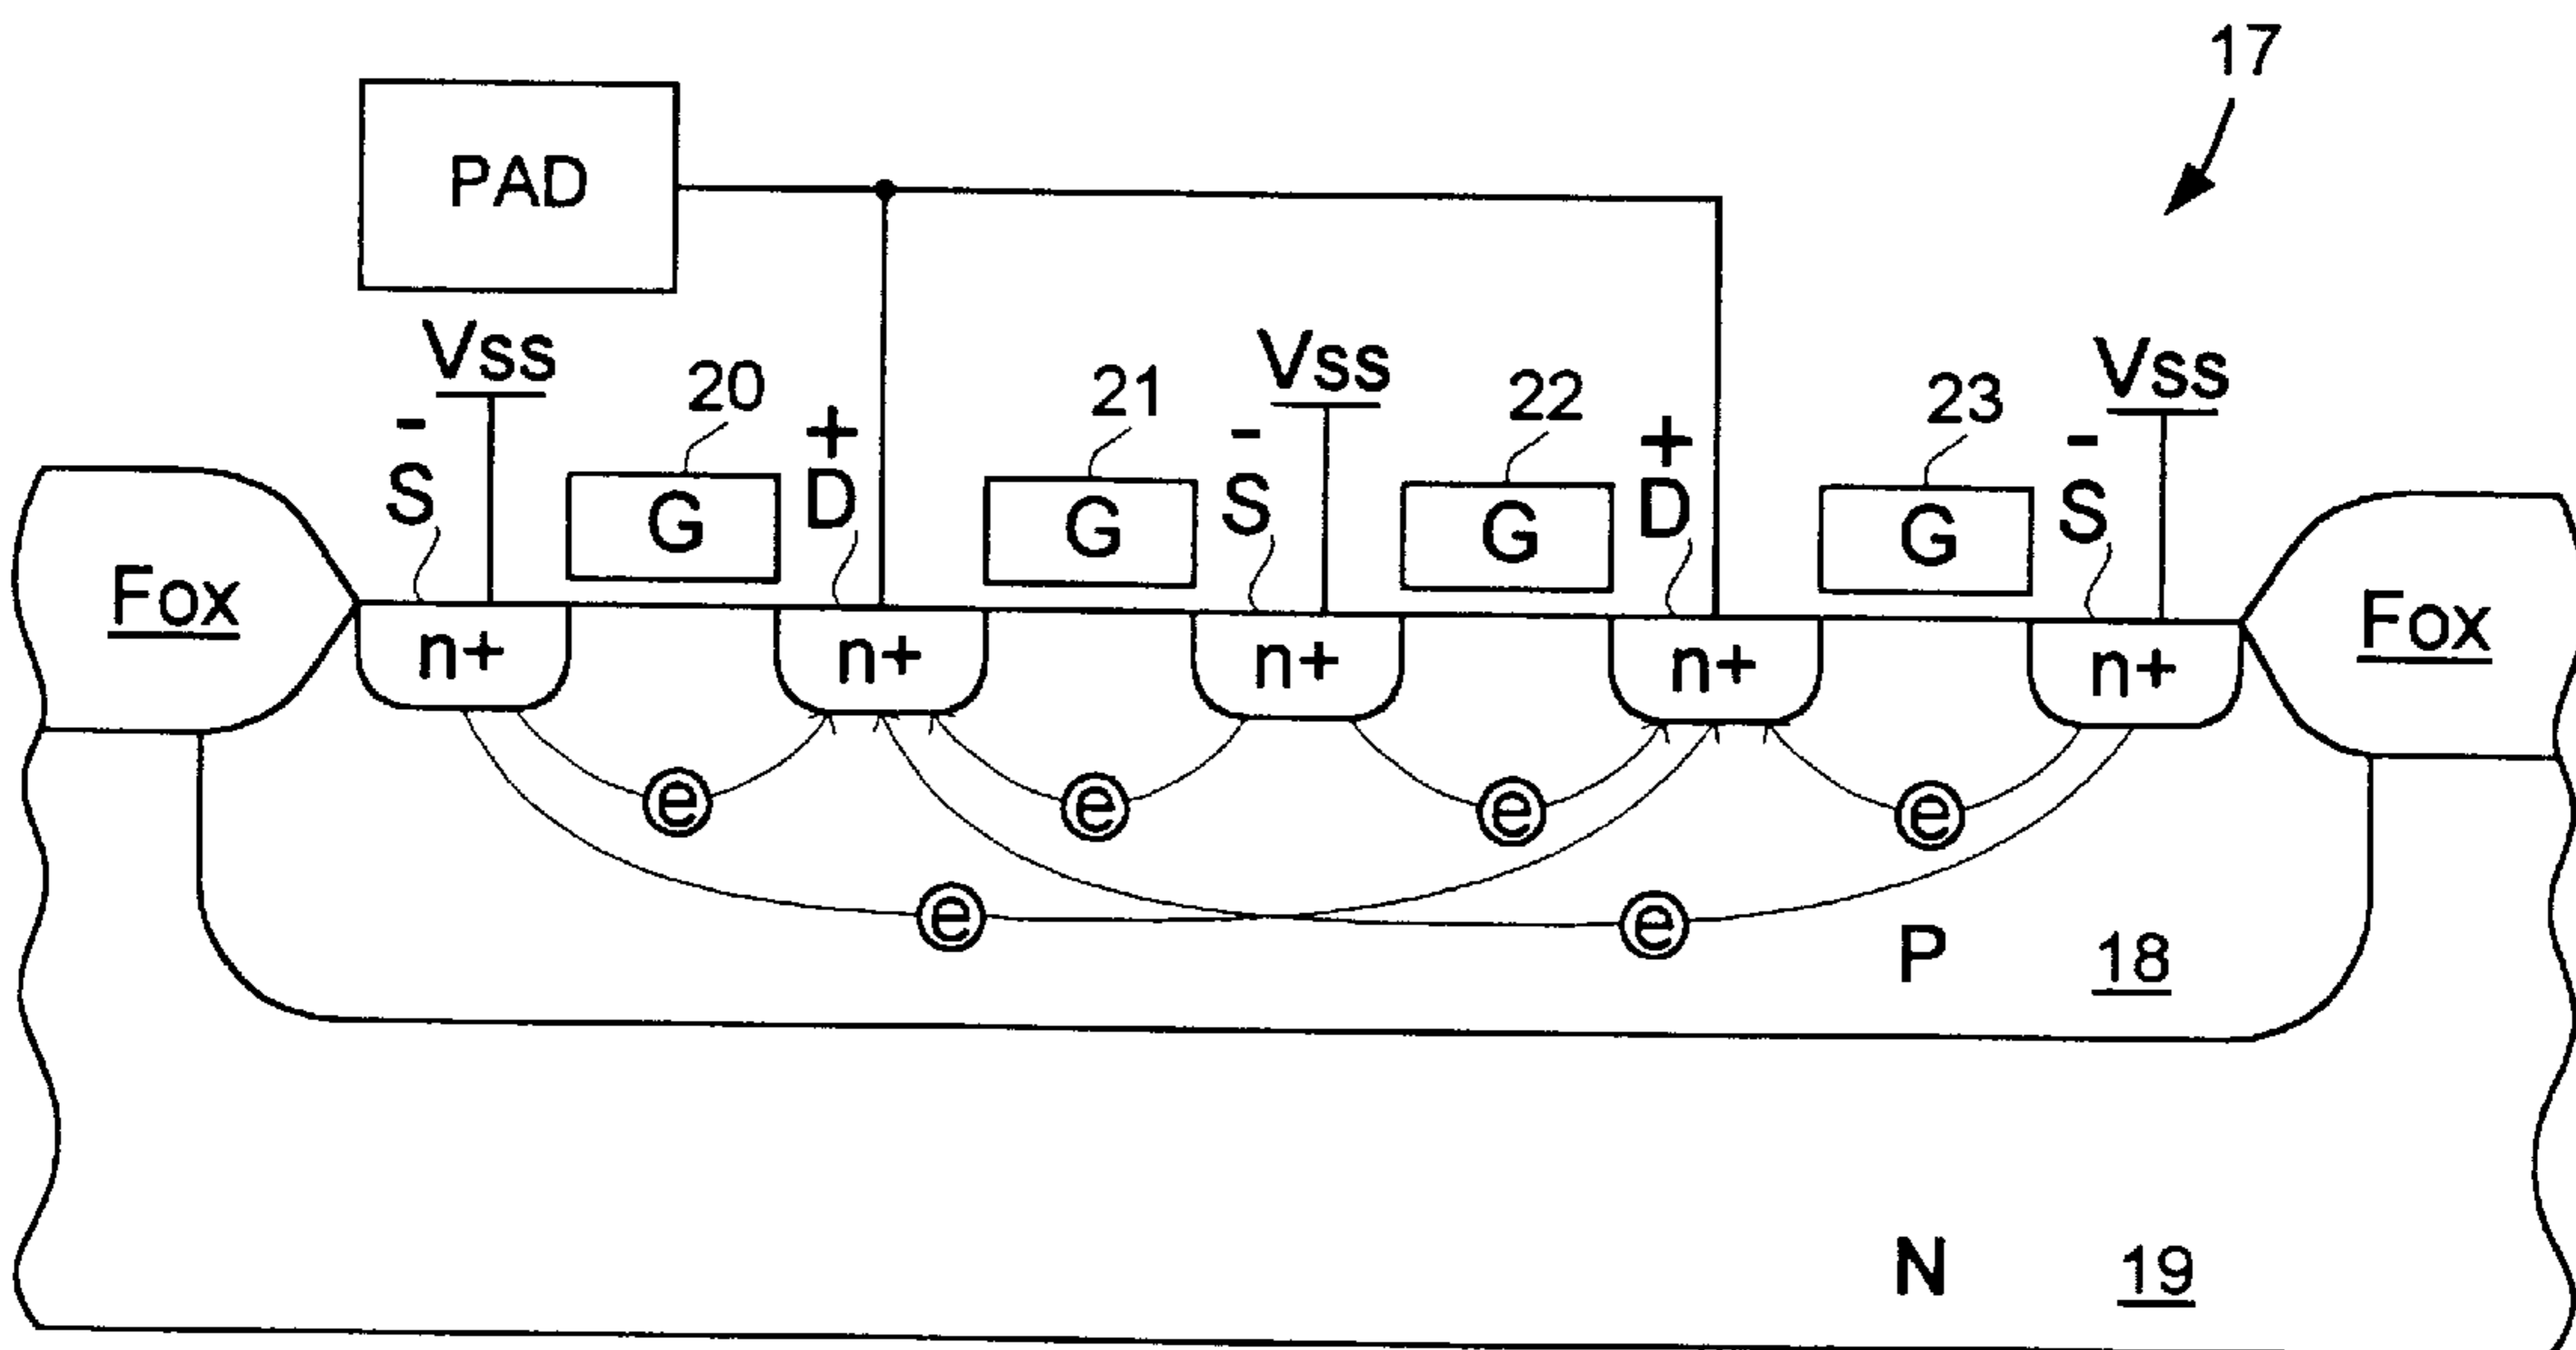 17
PAD
Vss Vss Vss
20 21 22 23
- + - + -
S G D G S G D G S
Fox n+ n+ n+ n+ n+ Fox
e e e e
e e
P 18
N 19